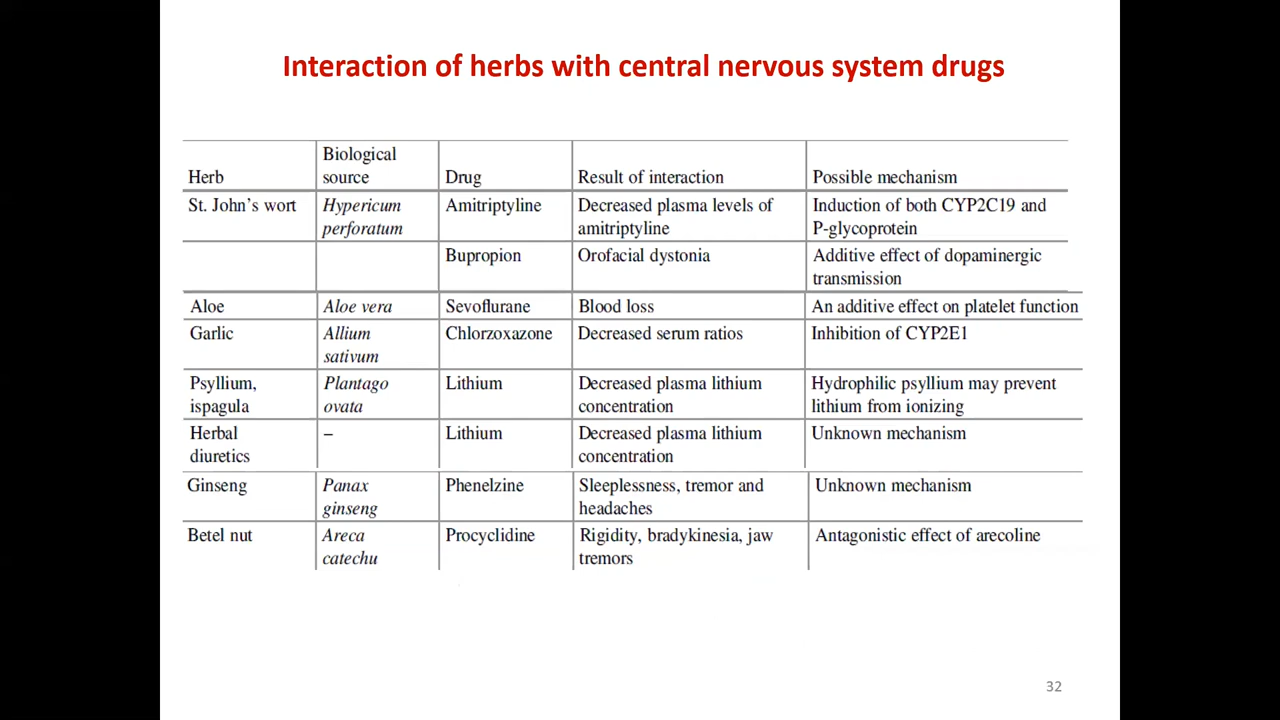 Interaction of herbs with central nervous system drugs
Herb Biological source Drug Result of interaction Possible mechanism
St. John's wort Hypericum perforatum Amitriptyline Decreased plasma levels of amitriptyline Induction of both CYP2C19 and P-glycoprotein
Bupropion Orofacial dystonia Additive effect of dopaminergic transmission
Aloe Aloe vera Sevoflurane Blood loss An additive effect on platelet function
Garlic Allium sativum Chlorzoxazone Decreased serum ratios Inhibition of CYP2E1
Psyllium, ispagula Plantago ovata Lithium Decreased plasma lithium concentration Hydrophilic psyllium may prevent lithium from ionizing
Herbal diuretics – Lithium Decreased plasma lithium concentration Unknown mechanism
Ginseng Panax ginseng Phenelzine Sleeplessness, tremor and headaches Unknown mechanism
Betel nut Areca catechu Procyclidine Rigidity, bradykinesia, jaw tremors Antagonistic effect of arecoline
32